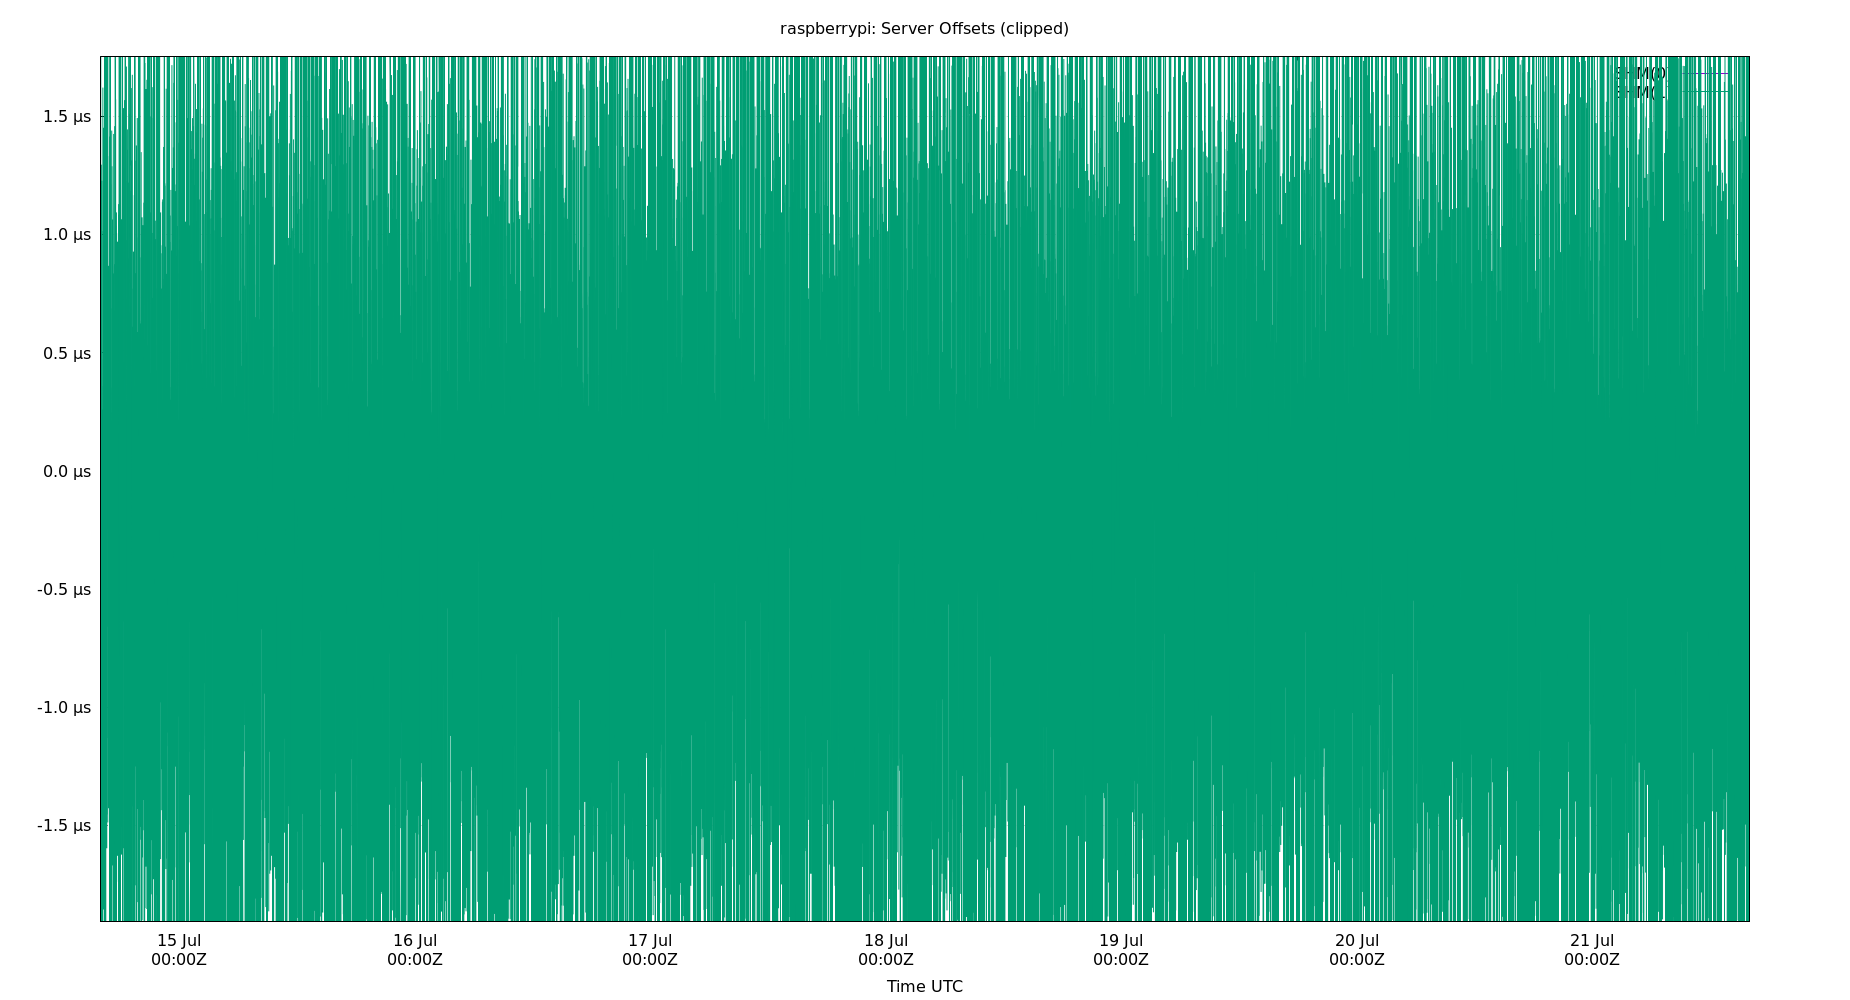 raspberrypi: Server Offsets (clipped)
1.5 µs
1.0 µs
0.5 µs
0.0 µs
-0.5 µs
-1.0 µs
-1.5 µs
15 Jul
00:00Z
16 Jul
00:00Z
17 Jul
00:00Z
18 Jul
00:00Z
19 Jul
00:00Z
20 Jul
00:00Z
21 Jul
00:00Z
Time UTC